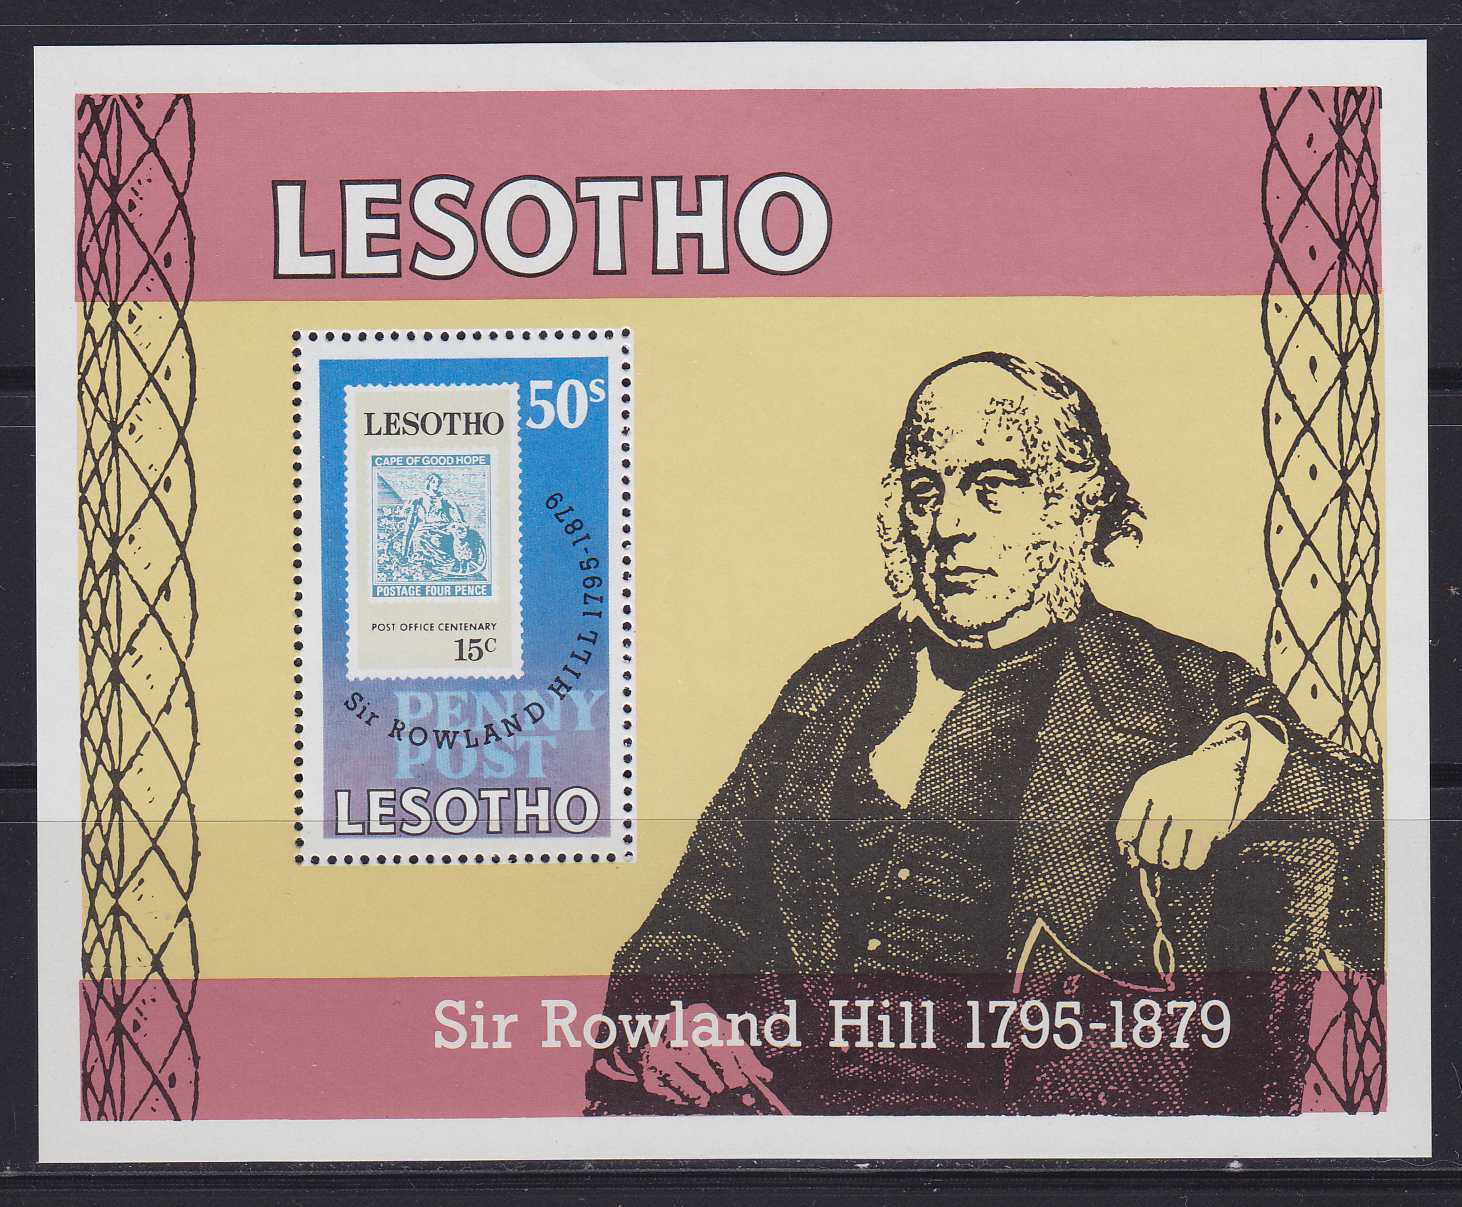 LESOTHO
50s
LESOTHO
CAPE OF GOOD HOPE
POSTAGE FOUR PENCE
POST OFFICE CENTENARY
15c
Sir ROWLAND HILL 1795-1879
PENNY
POST
LESOTHO
Sir Rowland Hill 1795-1879